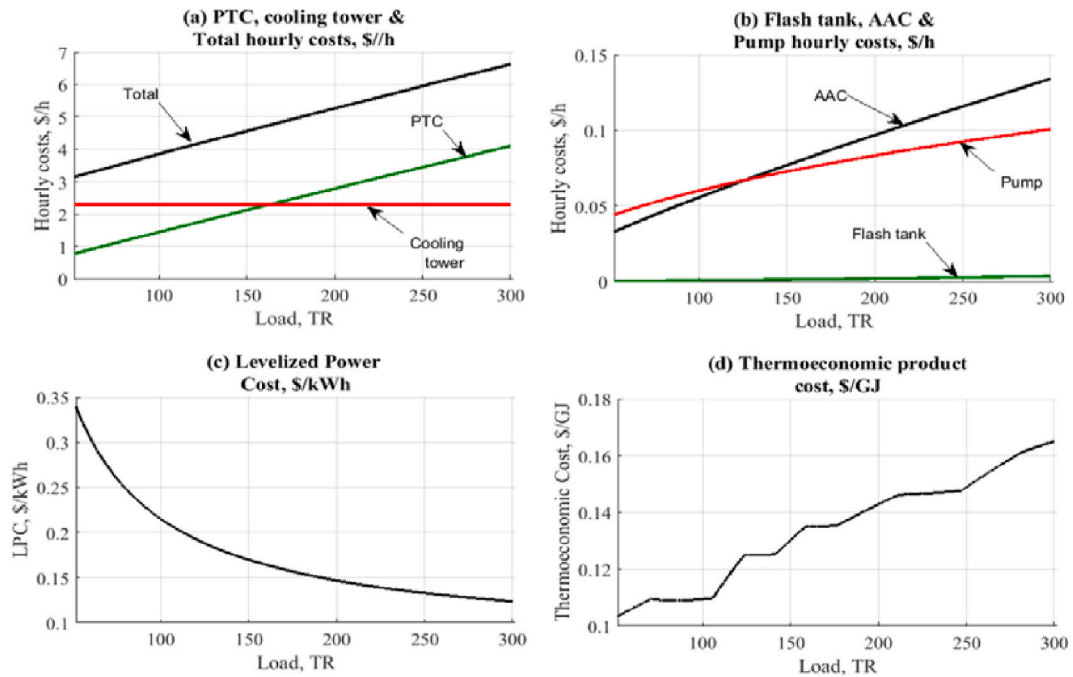 (a) PTC, cooling tower &
Total hourly costs, $//h
Hourly costs, $/h
7
6
5
4
3
2
1
0
Total
PTC
Cooling
tower
100
150
200
250
300
Load, TR
(b) Flash tank, AAC &
Pump hourly costs, $/h
Hourly costs, $/h
0.15
0.1
0.05
0
AAC
Pump
Flash tank
100
150
200
250
300
Load, TR
(c) Levelized Power
Cost, $/kWh
LPC, $/kWh
0.35
0.3
0.25
0.2
0.15
0.1
100
150
200
250
300
Load, TR
(d) Thermoeconomic product
cost, $/GJ
Thermoeconomic Cost, $/GJ
0.18
0.16
0.14
0.12
0.1
100
150
200
250
300
Load, TR